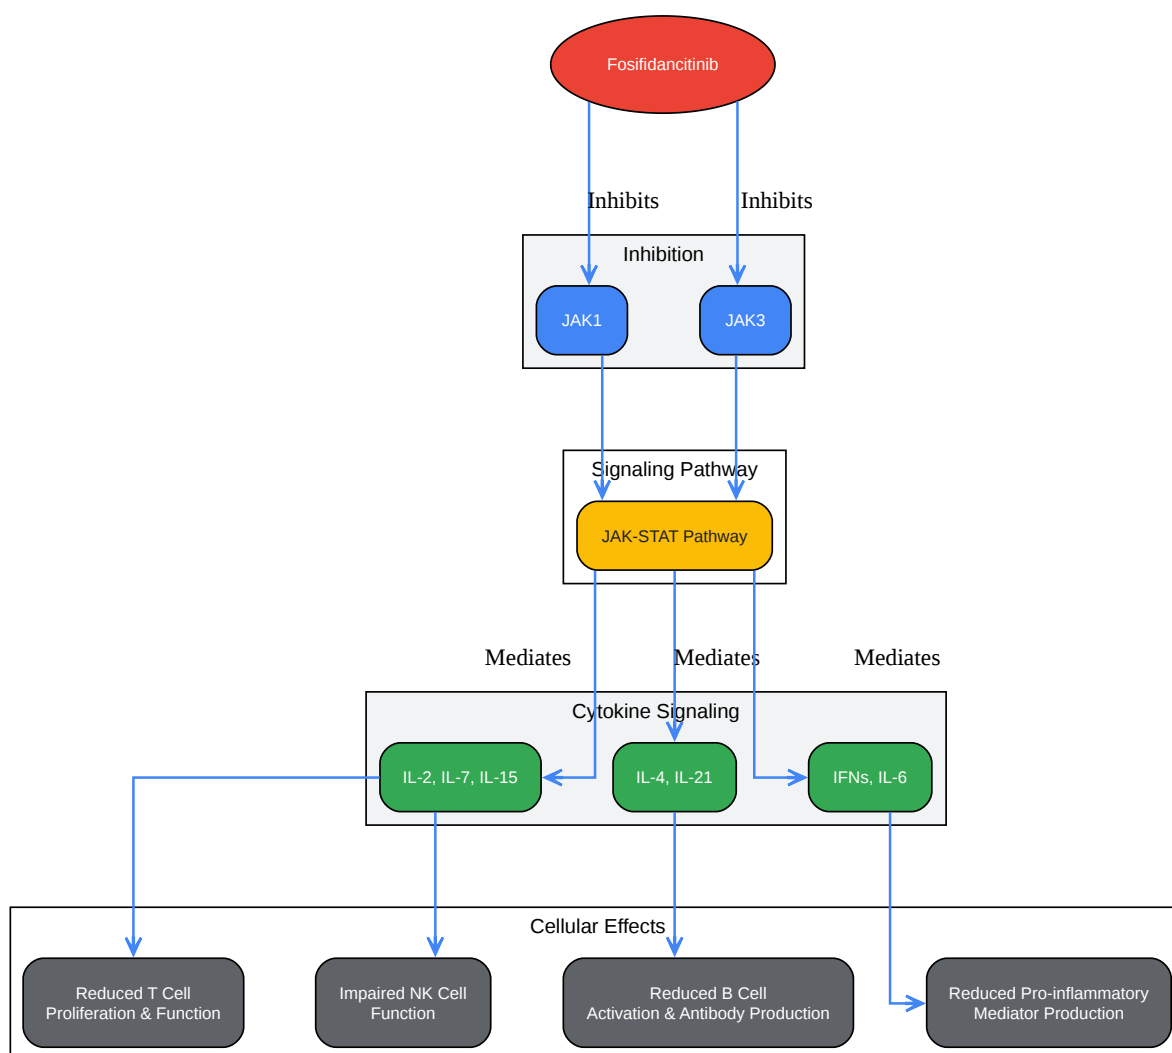 Fosifidancitinib
Inhibits
Inhibits
Inhibition
JAK1
JAK3
Signaling Pathway
JAK-STAT Pathway
Mediates
Mediates
Mediates
Cytokine Signaling
IL-2, IL-7, IL-15
IL-4, IL-21
IFNs, IL-6
Cellular Effects
Reduced T Cell
Proliferation & Function
Impaired NK Cell
Function
Reduced B Cell
Activation & Antibody Production
Reduced Pro-inflammatory
Mediator Production